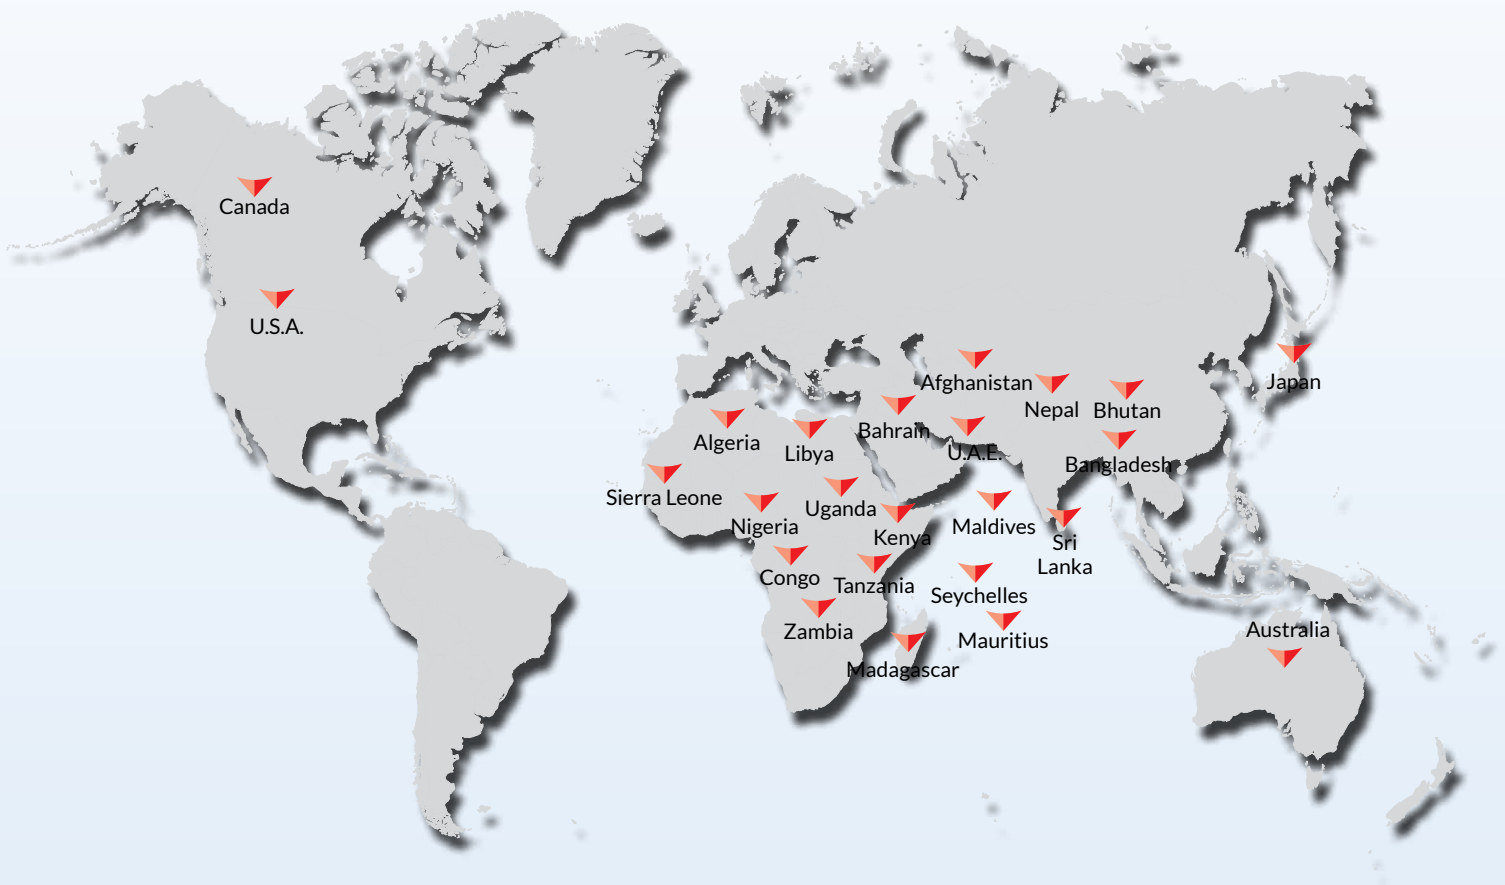 Canada
U.S.A.
Japan
Afghanistan
Nepal
Bhutan
Bahrain
U.A.E.
Algeria
Libya
Bangladesh
Sierra Leone
Uganda
Nigeria
Kenya
Maldives
Sri
Lanka
Congo
Tanzania
Seychelles
Zambia
Mauritius
Australia
Madagascar